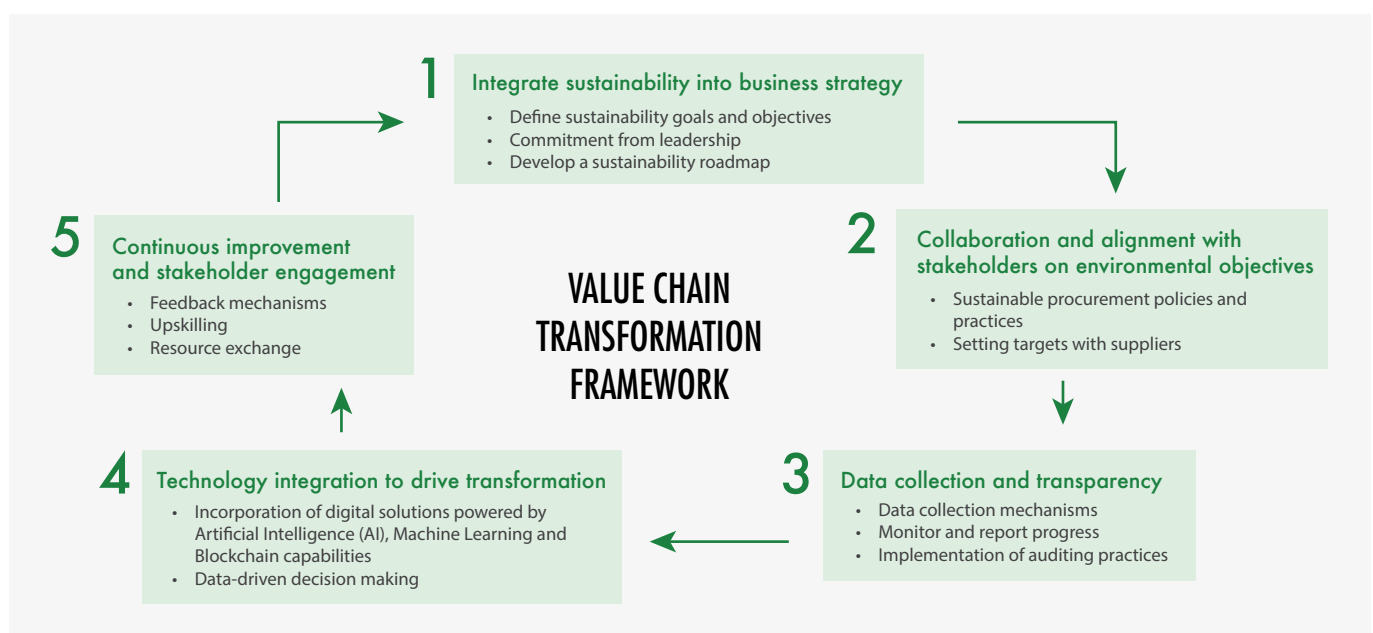 1
Integrate sustainability into business strategy
• Define sustainability goals and objectives
• Commitment from leadership
• Develop a sustainability roadmap
2
Collaboration and alignment with
stakeholders on environmental objectives
• Sustainable procurement policies and
practices
• Setting targets with suppliers
3
Data collection and transparency
• Data collection mechanisms
• Monitor and report progress
• Implementation of auditing practices
4
Technology integration to drive transformation
• Incorporation of digital solutions powered by
Artificial Intelligence (AI), Machine Learning and
Blockchain capabilities
• Data-driven decision making
5
Continuous improvement
and stakeholder engagement
• Feedback mechanisms
• Upskilling
• Resource exchange
VALUE CHAIN
TRANSFORMATION
FRAMEWORK